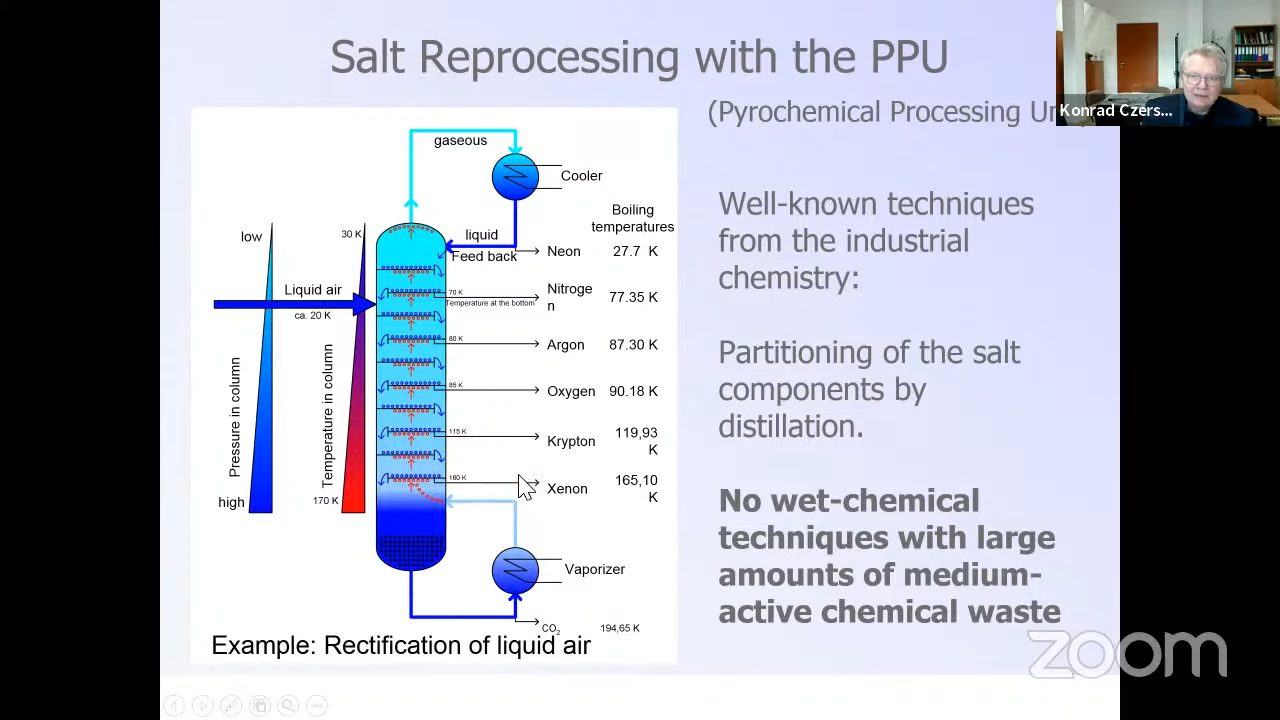 Salt Reprocessing with the PPU
(Pyrochemical Processing
Konrad Czers...
gaseous
Cooler
Boiling
temperatures
low
30 K
liquid
Feed back
Neon 27.7 K
Liquid air
ca. 20 K
70 K
Temperature at the bottom
Nitroge
n
77.35 K
80 K
Argon 87.30 K
85 K
Oxygen 90.18 K
115 K
Krypton
119,93
K
160 K
Xenon
165,10
K
Pressure in column
Temperature in column
high
170 K
Vaporizer
CO2 194,65 K
Example: Rectification of liquid air
Well-known techniques
from the industrial
chemistry:
Partitioning of the salt
components by
distillation.
No wet-chemical
techniques with large
amounts of medium-
active chemical waste
zoom